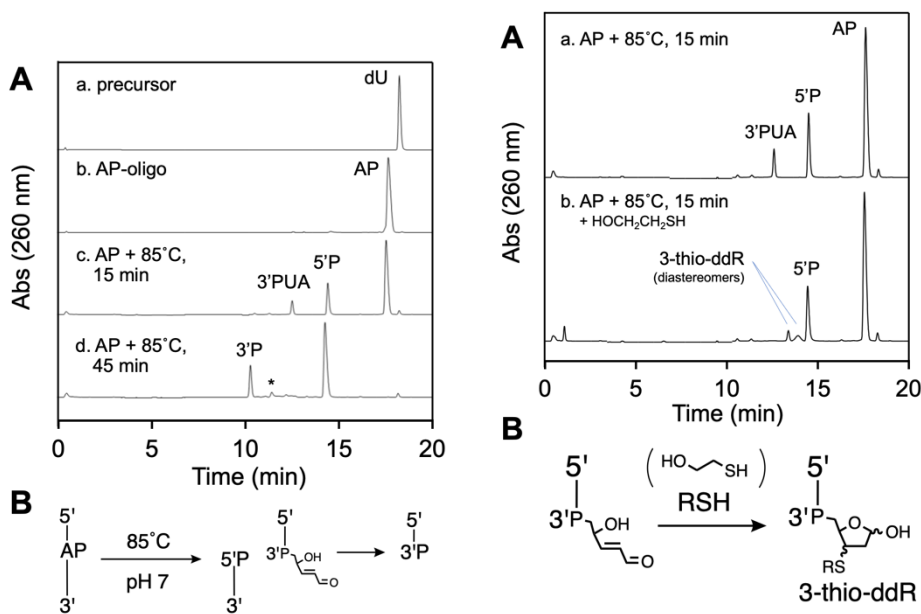 A
Abs (260 nm)
a. precursor
dU
b. AP-oligo
AP
c. AP + 85˚C,
15 min
3'PUA
5'P
d. AP + 85˚C,
45 min
3'P
*
0 5 10 15 20
Time (min)
B
5'
AP
3'
85˚C
pH 7
5'P
3'
5'
3'P
OH
O
5'
3'P
A
Abs (260 nm)
a. AP + 85˚C, 15 min
AP
5'P
3'PUA
b. AP + 85˚C, 15 min
+ HOCH₂CH₂SH
3-thio-ddR
(diastereomers)
5'P
0 5 10 15 20
Time (min)
B
5'
3'P
OH
O
( HO SH )
RSH
5'
3'P
O
OH
RS
3-thio-ddR